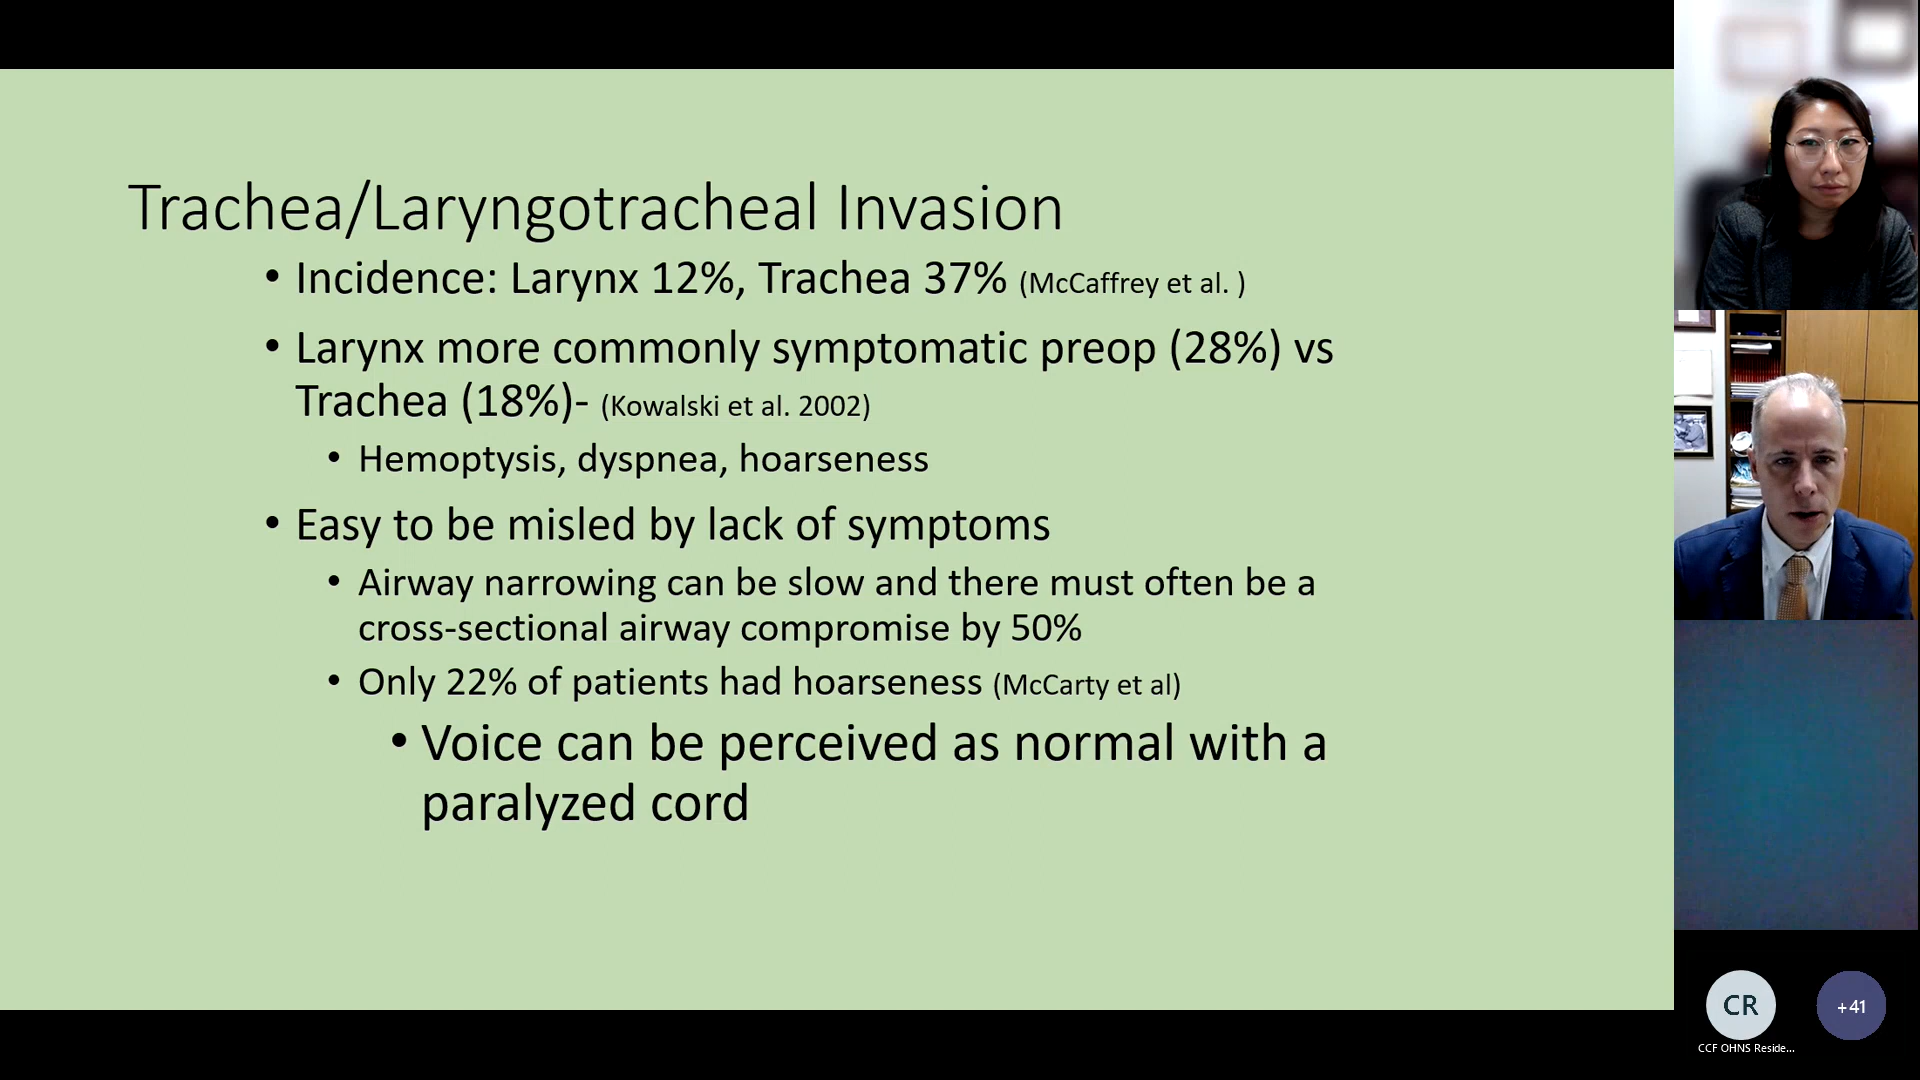 Trachea/Laryngotracheal Invasion
• Incidence: Larynx 12%, Trachea 37% (McCaffrey et al. )
• Larynx more commonly symptomatic preop (28%) vs
Trachea (18%)- (Kowalski et al. 2002)
• Hemoptysis, dyspnea, hoarseness
• Easy to be misled by lack of symptoms
• Airway narrowing can be slow and there must often be a
cross-sectional airway compromise by 50%
• Only 22% of patients had hoarseness (McCarty et al)
• Voice can be perceived as normal with a
paralyzed cord
CR
+41
CCF OHNS Reside...